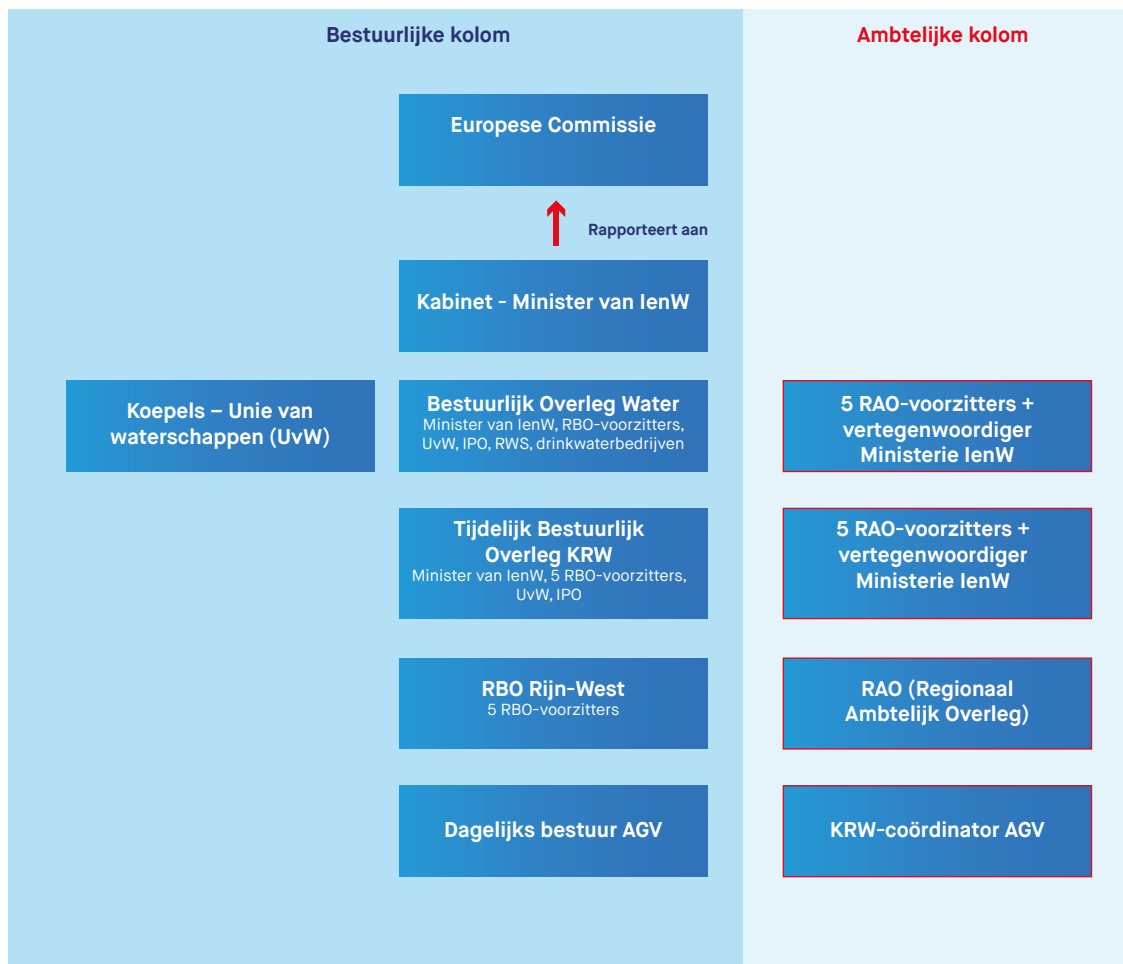 Bestuurlijke kolom
Ambtelijke kolom
Europese Commissie
Rapporteert aan
Kabinet - Minister van IenW
Koepels – Unie van
waterschappen (UvW)
Bestuurlijk Overleg Water
Minister van IenW, RBO-voorzitters,
UvW, IPO, RWS, drinkwaterbedrijven
5 RAO-voorzitters +
vertegenwoordiger
Ministerie IenW
Tijdelijk Bestuurlijk
Overleg KRW
Minister van IenW, 5 RBO-voorzitters,
UvW, IPO
5 RAO-voorzitters +
vertegenwoordiger
Ministerie IenW
RBO Rijn-West
5 RBO-voorzitters
RAO (Regionaal
Ambtelijk Overleg)
Dagelijks bestuur AGV
KRW-coördinator AGV